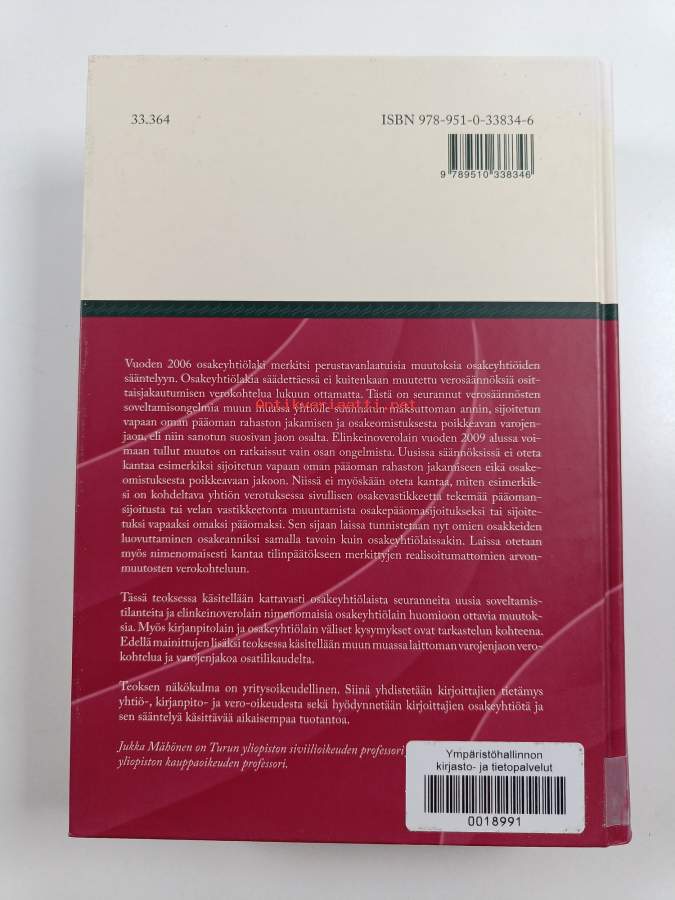 33.364
ISBN 978-951-0-33834-6
9 789510 338346
Vuoden 2006 osakeyhtiölaki merkitsi perustavanlaatuisia muutoksia osakeyhtiöiden
sääntelyyn. Osakeyhtiölakia säädettäessä ei kuitenkaan muutettu verosäännöksiä osit-
taisjakautumisen verokohtelua lukuun ottamatta. Tästä on seurannut verosäännösten
soveltamisongelmia muun muassa yhtiölle suunnatun maksuttoman annin, sijoitetun
Antikvariaatti.net
vapaan oman pääoman rahaston jakamisen ja osakeomistuksesta poikkeavan varojen-
jaon, eli niin sanotun suosivan jaon osalta. Elinkeinoverolain vuoden 2009 alussa voi-
maan tullut muutos on ratkaissut vain osan ongelmista. Uusissa säännöksissä ei oteta
kantaa esimerkiksi sijoitetun vapaan oman pääoman rahaston jakamiseen eikä osake-
omistuksesta poikkeavaan jakoon. Niissä ei myöskään oteta kantaa, miten esimerkik-
si on kohdeltava yhtiön verotuksessa sivullisen osakevastikkeetta tekemää pääoman-
sijoitusta tai velan vastikkeetonta muuntamista osakepääomasijoitukseksi tai sijoite-
tuksi vapaaksi omaksi pääomaksi. Sen sijaan laissa tunnistetaan nyt omien osakkeiden
luovuttaminen osakeanniksi samalla tavoin kuin osakeyhtiölaissakin. Laissa otetaan
myös nimenomaisesti kantaa tilinpäätökseen merkittyjen realisoitumattomien arvon-
muutosten verokohteluun.
Tässä teoksessa käsitellään kattavasti osakeyhtiölaista seuranneita uusia soveltamis-
tilanteita ja elinkeinoverolain nimenomaisia osakeyhtiölain huomioon ottavia muutok-
sia. Myös kirjanpitolain ja osakeyhtiölain väliset kysymykset ovat tarkastelun kohteena.
Edellä mainittujen lisäksi teoksessa käsitellään muun muassa laittoman varojenjaon vero-
kohtelua ja varojenjakoa osatilikaudelta.
Teoksen näkökulma on yritysoikeudellinen. Siinä yhdistetään kirjoittajien tietämys
yhtiö-, kirjanpito- ja vero-oikeudesta sekä hyödynnetään kirjoittajien osakeyhtiötä ja
sen sääntelyä käsittävää aikaisempaa tuotantoa.
Jukka Mähönen on Turun yliopiston siviilioikeuden professori
yliopiston kauppaoikeuden professori.
Ympäristöhallinnon
kirjasto- ja tietopalvelut
0018991